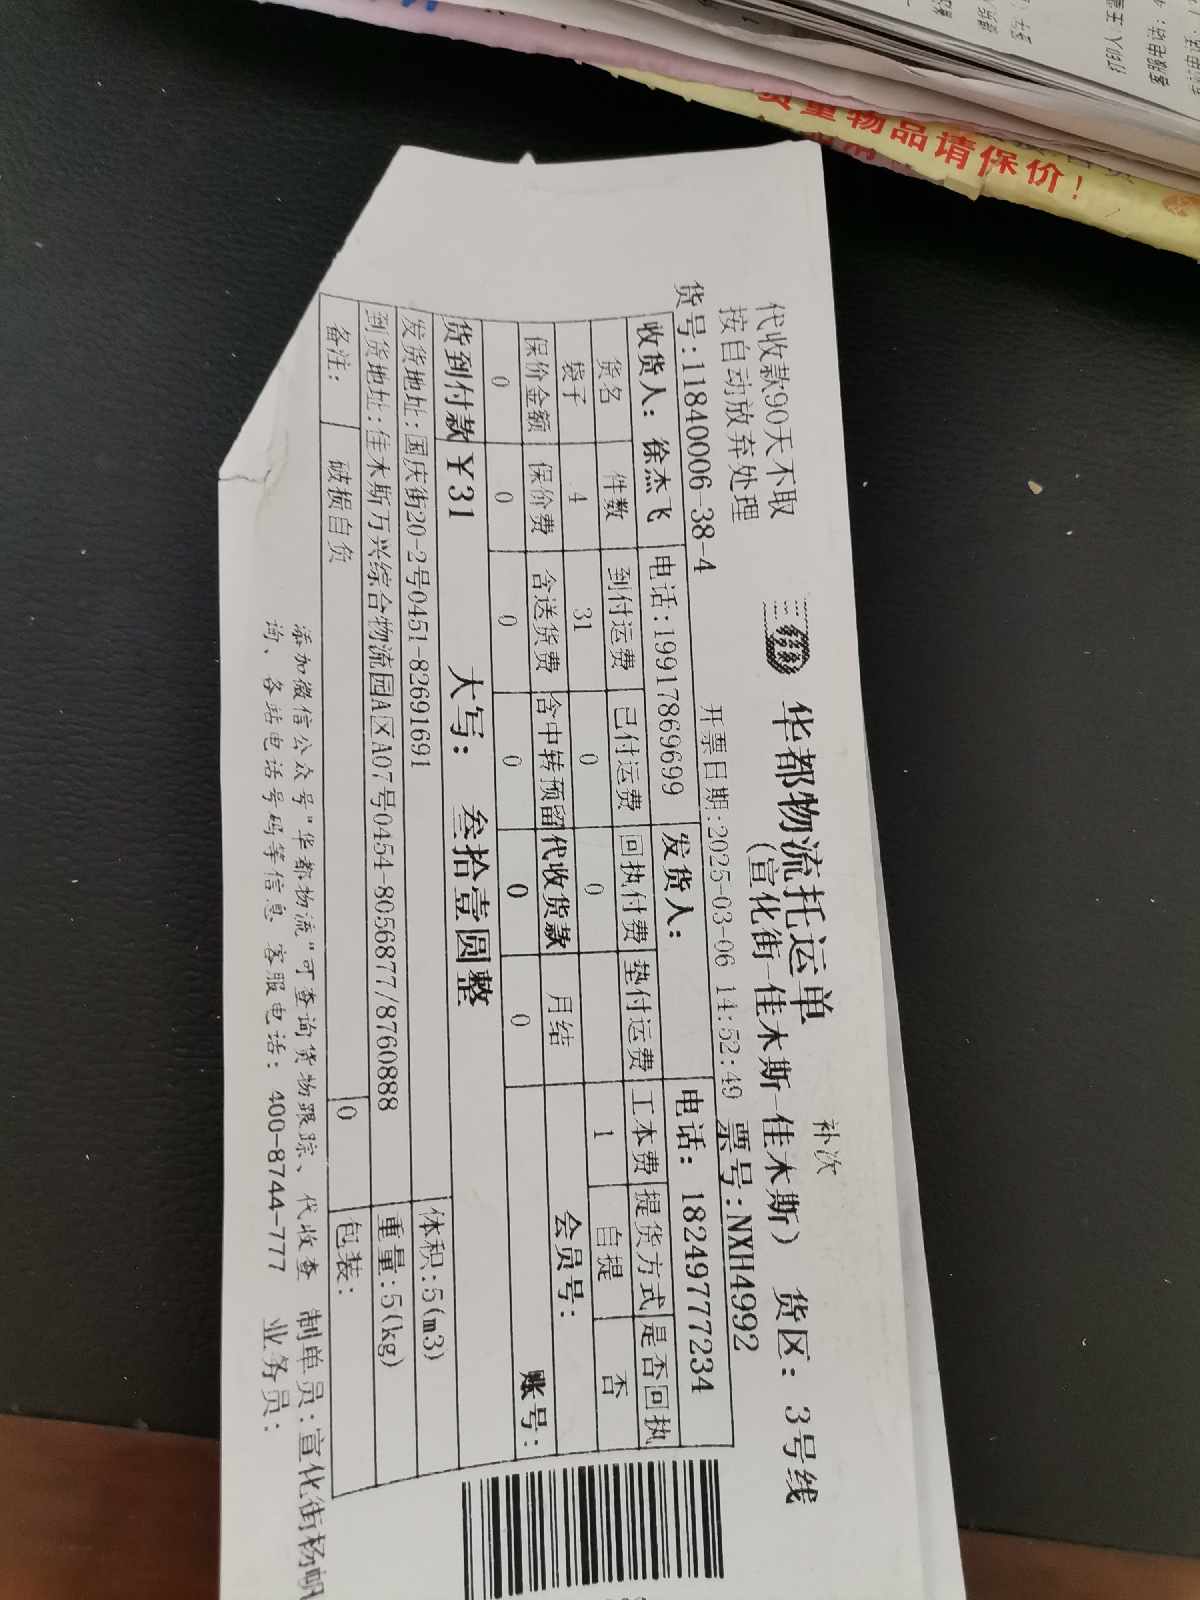 代收款90天不取
按自动放弃处理
华都物流托运单
补次
(宣化街-佳木斯-佳木斯)
货区: 3号线
货号:11840006-38-4
开票日期:2025-03-06 14:52:49
票号:NXH4992
收货人: 徐杰飞 电话:19917869699 发货人: 电话: 18249777234
货名 件数 到付运费 已付运费 回执付费 垫付运费 工本费 提货方式 是否回执
袋子 4 31 0 0 1 自提 否
保价金额 保价费 含送货费 含中转预留 代收货款 月结 会员号:
0 0 0 0 0 0 账号:
货到付款￥31 大写: 叁拾壹圆整
发货地址:国庆街20-2号0451-82691691 体积:5(m3)
到货地址:佳木斯万兴综合物流园A区A07号0454-8056877/8760888 重量:5(kg)
备注: 破损自负 0 包装:
添加微信公众号"华都物流"可查询货物跟踪、代收查 制单员:宣化街杨帆
询、各站电话号码等信息 客服电话: 400-8744-777 业务员:
贵重物品请保价!